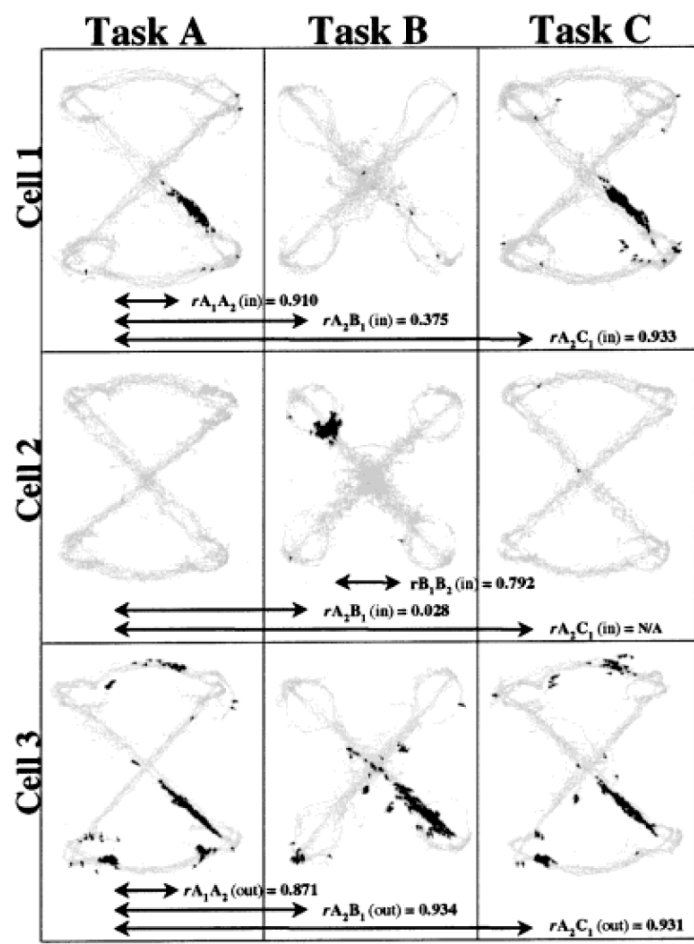 Task A Task B Task C
Cell 1
rA₁A₂ (in) = 0.910
rA₂B₁ (in) = 0.375
rA₂C₁ (in) = 0.933
Cell 2
rB₁B₂ (in) = 0.792
rA₂B₁ (in) = 0.028
rA₂C₁ (in) = N/A
Cell 3
rA₁A₂ (out) = 0.871
rA₂B₁ (out) = 0.934
rA₂C₁ (out) = 0.931